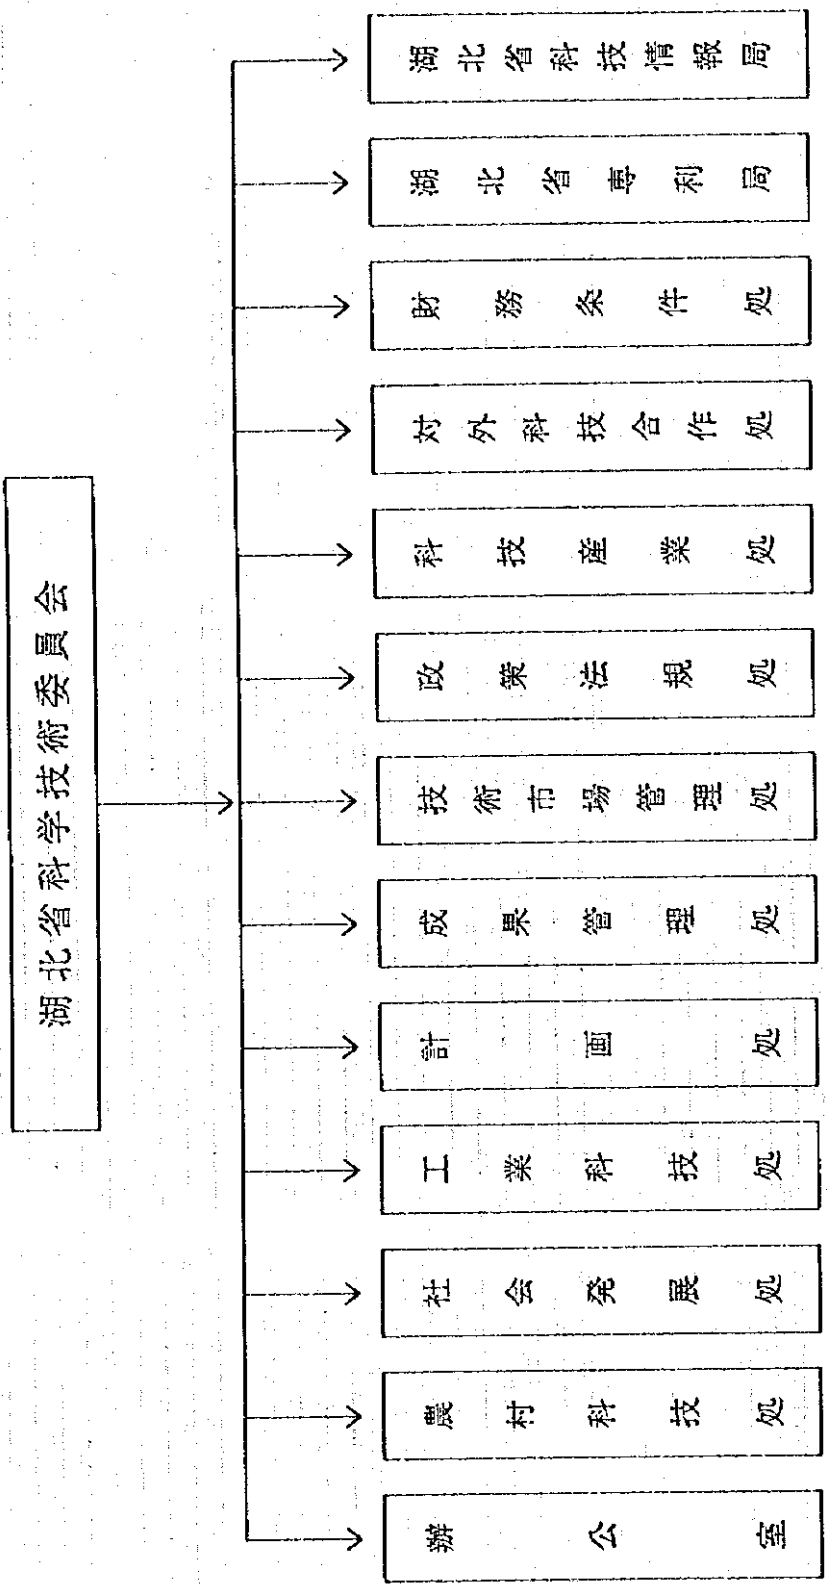 湖北省科学技術委員会
湖北省科技情報局
湖北省専利局
財務条件処
対外科技合作処
科技産業処
政策法規処
技術市場管理処
成果管理処
計画処
工業科技処
社会発展処
農村科技処
辦公室